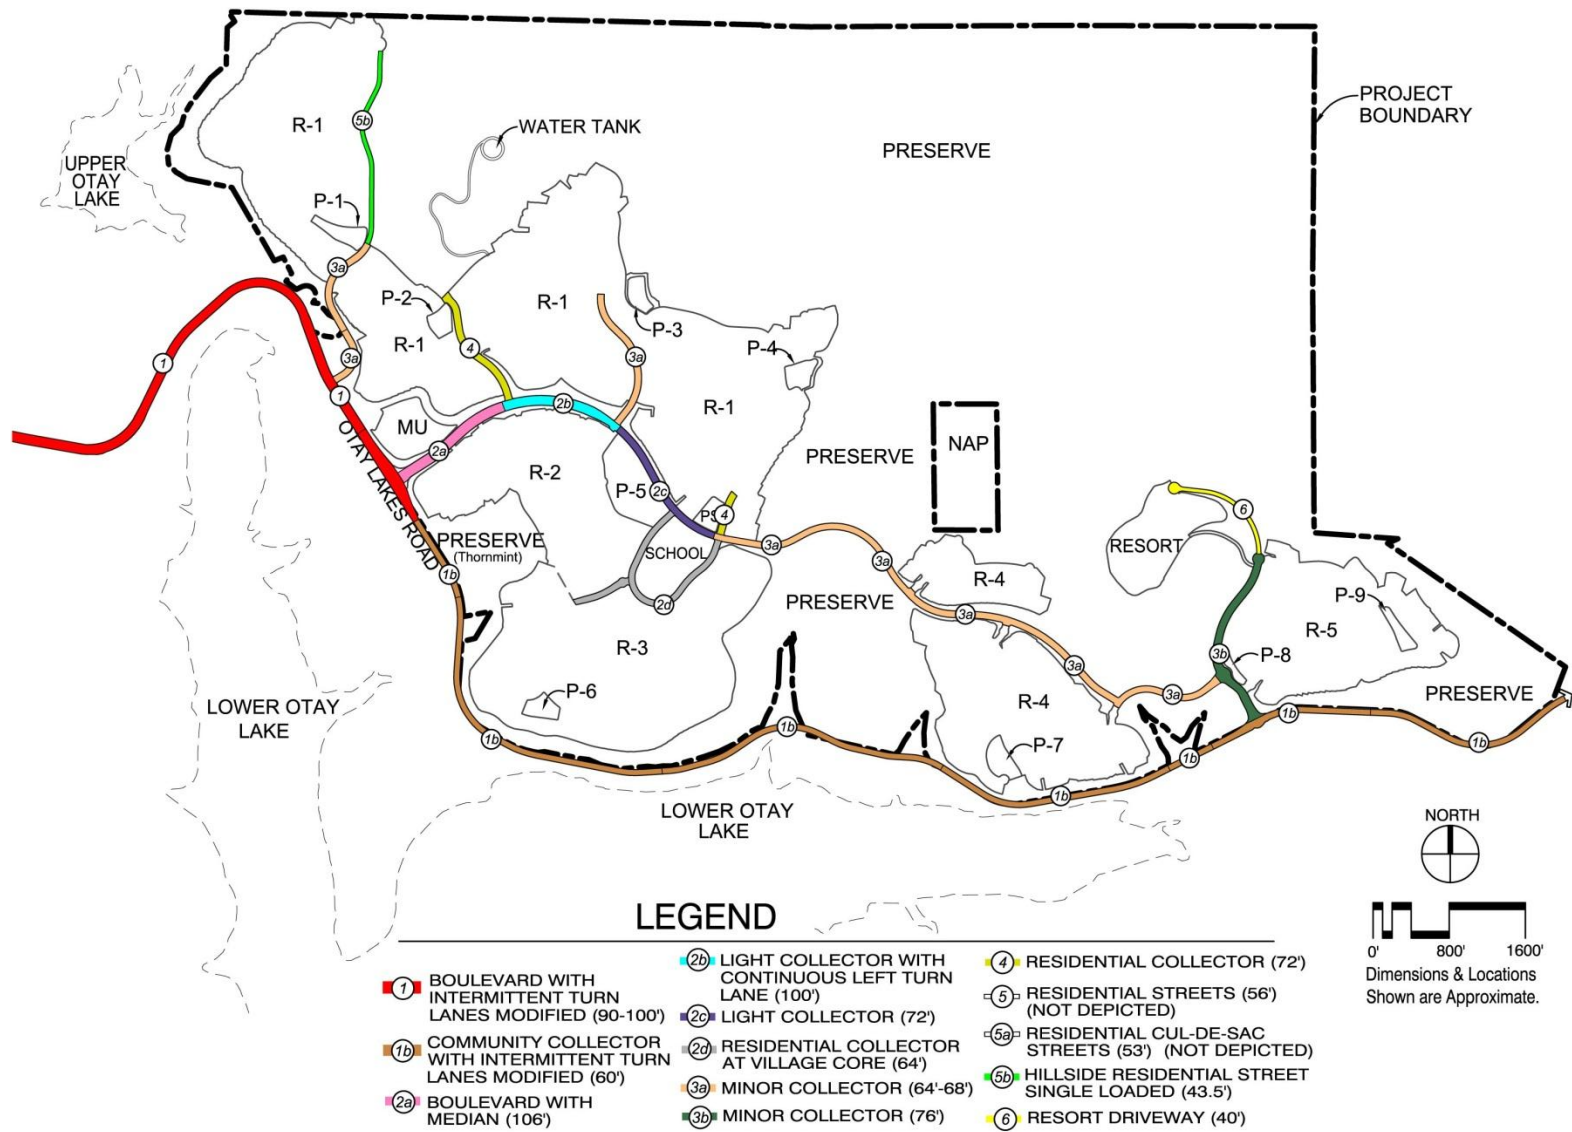 PROJECT
BOUNDARY
R-1
5b
WATER TANK
PRESERVE
UPPER
OTAY
LAKE
P-1
3a
P-2
R-1
P-3
R-1
4
3a
P-4
1
3a
1
2b
R-1
MU
OTAY LAKES ROAD
2a
R-2
PRESERVE
NAP
P-5
2c
PS
4
6
PRESERVE
(Thornmint)
SCHOOL
3a
3a
RESORT
1b
R-4
2d
PRESERVE
3a
P-9
R-3
R-5
3b
P-8
3a
3a
P-6
R-4
PRESERVE
LOWER OTAY
LAKE
1b
1b
1b
1b
P-7
1b
1b
LOWER OTAY
LAKE
NORTH
0' 800' 1600'
Dimensions & Locations
Shown are Approximate.
LEGEND
1 BOULEVARD WITH
INTERMITTENT TURN
LANES MODIFIED (90-100')
1b COMMUNITY COLLECTOR
WITH INTERMITTENT TURN
LANES MODIFIED (60')
2a BOULEVARD WITH
MEDIAN (106')
2b LIGHT COLLECTOR WITH
CONTINUOUS LEFT TURN
LANE (100')
2c LIGHT COLLECTOR (72')
2d RESIDENTIAL COLLECTOR
AT VILLAGE CORE (64')
3a MINOR COLLECTOR (64'-68')
3b MINOR COLLECTOR (76')
4 RESIDENTIAL COLLECTOR (72')
5 RESIDENTIAL STREETS (56')
(NOT DEPICTED)
5a RESIDENTIAL CUL-DE-SAC
STREETS (53') (NOT DEPICTED)
5b HILLSIDE RESIDENTIAL STREET
SINGLE LOADED (43.5')
6 RESORT DRIVEWAY (40')